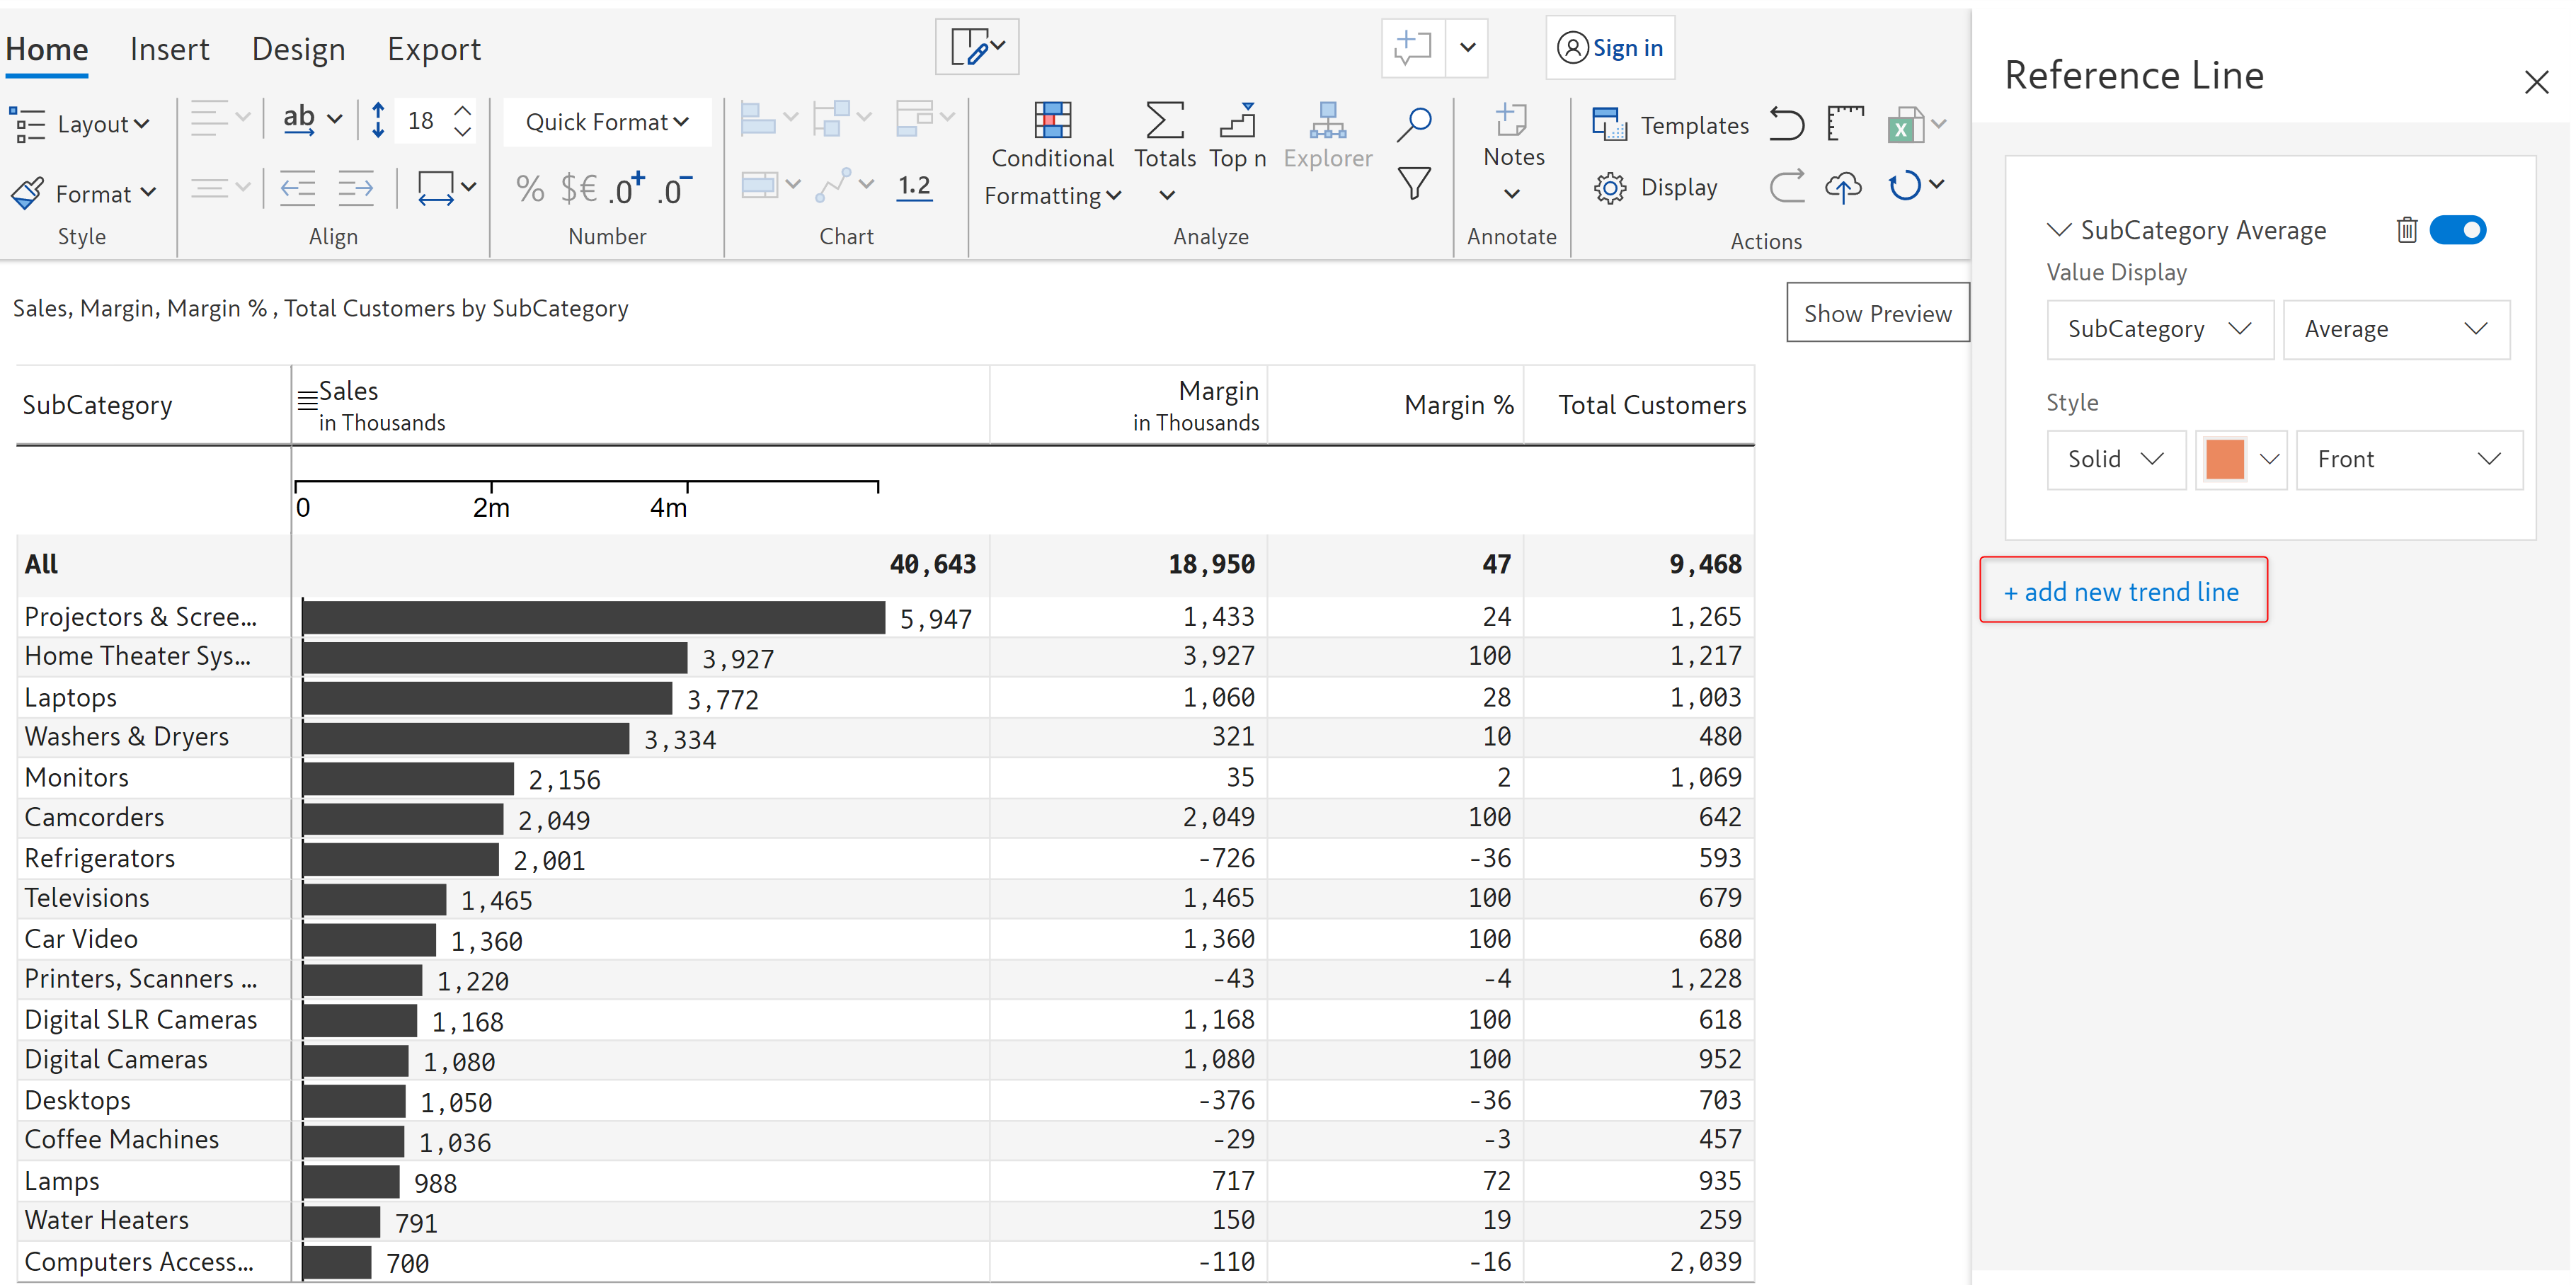 Home Insert Design Export Sign in
Layout ab 18 Quick Format
Conditional Formatting Totals Top n Explorer Notes Templates
Format % $€ .0+ .0- 1.2 Display
Style Align Number Chart Analyze Annotate Actions
Sales, Margin, Margin % , Total Customers by SubCategory
Show Preview
SubCategory Sales in Thousands Margin in Thousands Margin % Total Customers
0 2m 4m
All 40,643 18,950 47 9,468
Projectors & Scree... 5,947 1,433 24 1,265
Home Theater Sys... 3,927 3,927 100 1,217
Laptops 3,772 1,060 28 1,003
Washers & Dryers 3,334 321 10 480
Monitors 2,156 35 2 1,069
Camcorders 2,049 2,049 100 642
Refrigerators 2,001 -726 -36 593
Televisions 1,465 1,465 100 679
Car Video 1,360 1,360 100 680
Printers, Scanners ... 1,220 -43 -4 1,228
Digital SLR Cameras 1,168 1,168 100 618
Digital Cameras 1,080 1,080 100 952
Desktops 1,050 -376 -36 703
Coffee Machines 1,036 -29 -3 457
Lamps 988 717 72 935
Water Heaters 791 150 19 259
Computers Access... 700 -110 -16 2,039
Reference Line
SubCategory Average
Value Display
SubCategory Average
Style
Solid Front
+ add new trend line